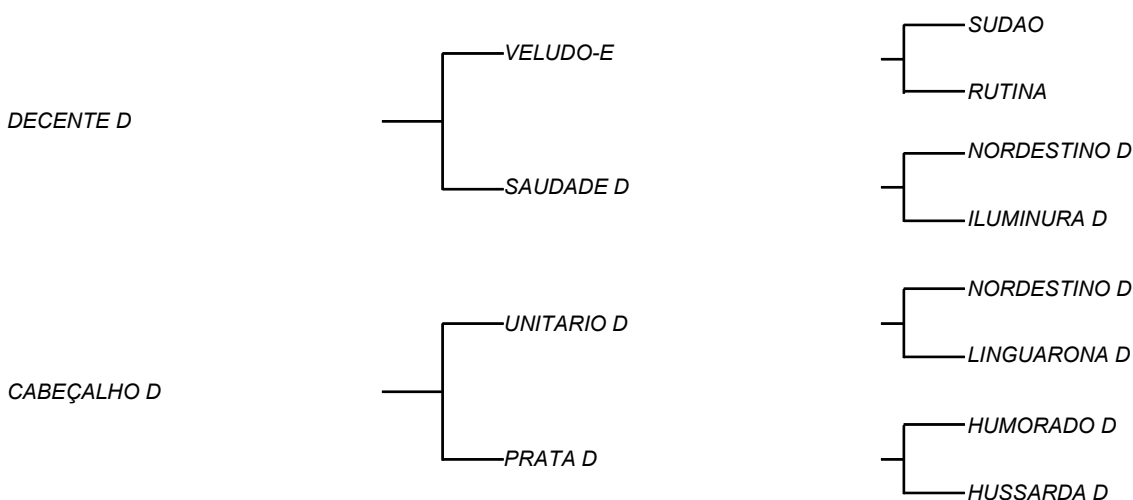 SUDAO
VELUDO-E
RUTINA
DECENTE D
NORDESTINO D
SAUDADE D
ILUMINURA D
NORDESTINO D
UNITARIO D
LINGUARONA D
CABEÇALHO D
HUMORADO D
PRATA D
HUSSARDA D